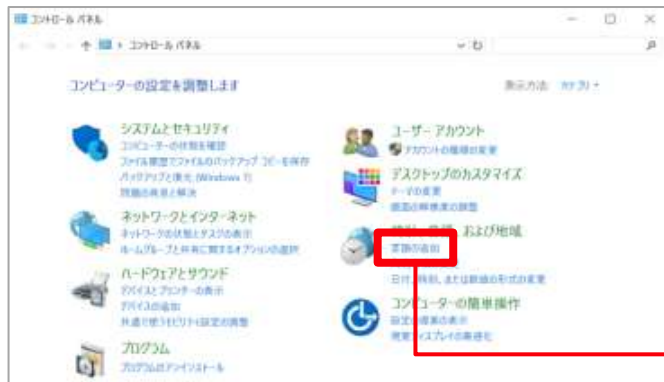 コントロール パネル
コントロール パネル
コンピューターの設定を調整します
表示方法: カテゴリ
システムとセキュリティ
コンピューターの状態を確認
ファイル履歴でファイルのバックアップ コピーを保存
バックアップと復元 (Windows 7)
問題の発見と解決
ネットワークとインターネット
ネットワークの状態とタスクの表示
ホームグループと共有に関するオプションの選択
ハードウェアとサウンド
デバイスとプリンターの表示
デバイスの追加
共通で使うモビリティ設定の調整
プログラム
プログラムのアンインストール
ユーザー アカウント
アカウントの種類の変更
デスクトップのカスタマイズ
テーマの変更
画面の解像度の調整
および地域
言語の追加
日付、時刻、または数値の形式の変更
コンピューターの簡単操作
設定の提案の表示
視覚ディスプレイの最適化